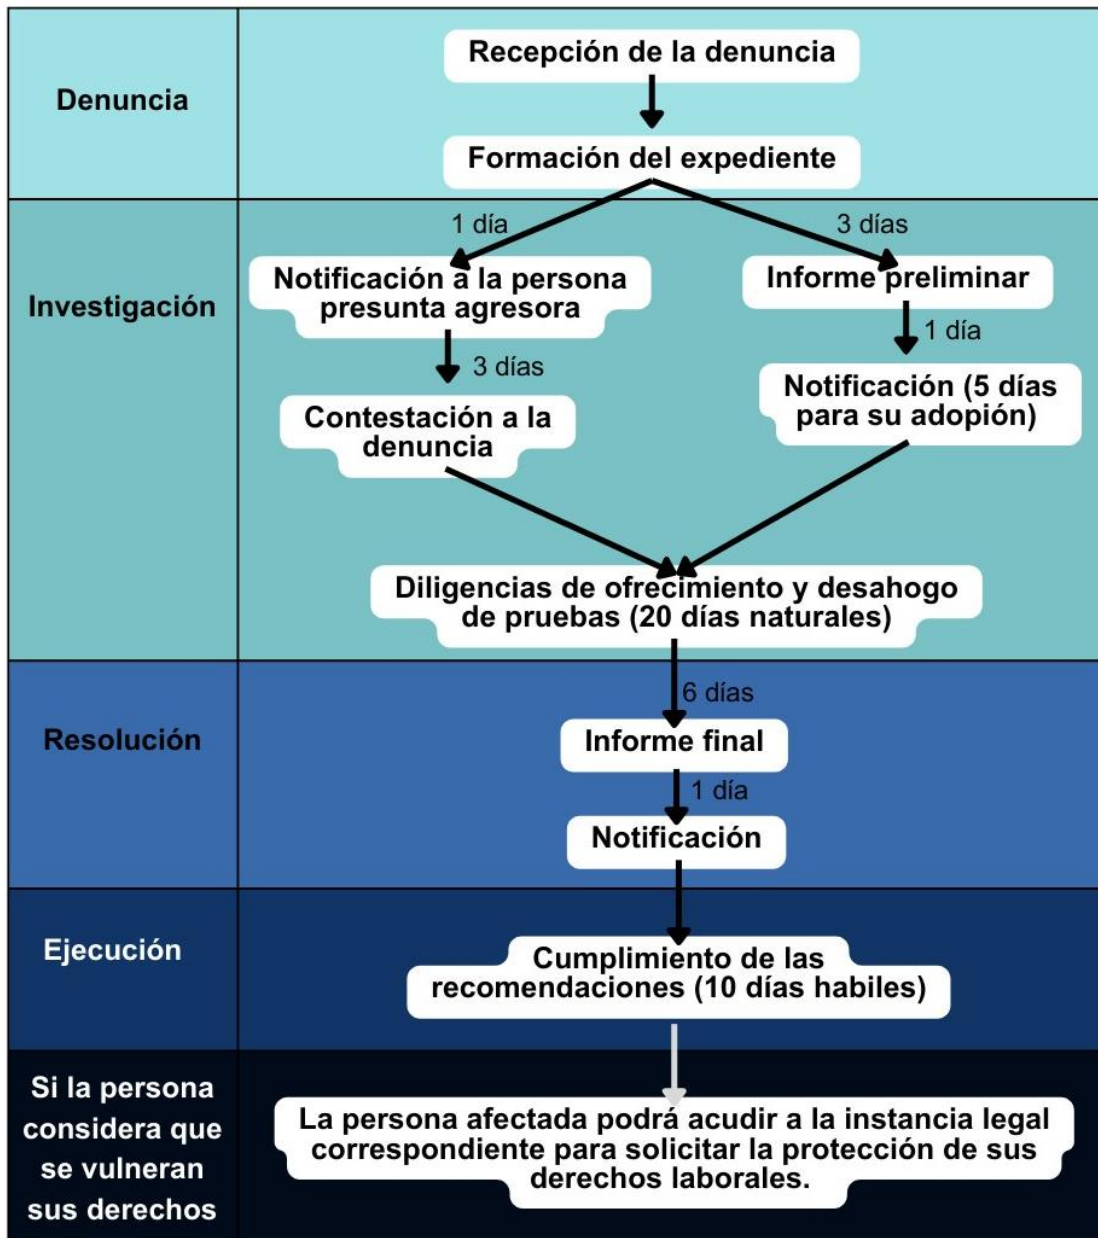 Denuncia
Recepción de la denuncia
Formación del expediente
Investigación
1 día
3 días
Notificación a la persona
presunta agresora
Informe preliminar
3 días
1 día
Contestación a la
denuncia
Notificación (5 días
para su adopción)
Diligencias de ofrecimiento y desahogo
de pruebas (20 días naturales)
Resolución
6 días
Informe final
1 día
Notificación
Ejecución
Cumplimiento de las
recomendaciones (10 días habiles)
Si la persona
considera que
se vulneran
sus derechos
La persona afectada podrá acudir a la instancia legal
correspondiente para solicitar la protección de sus
derechos laborales.